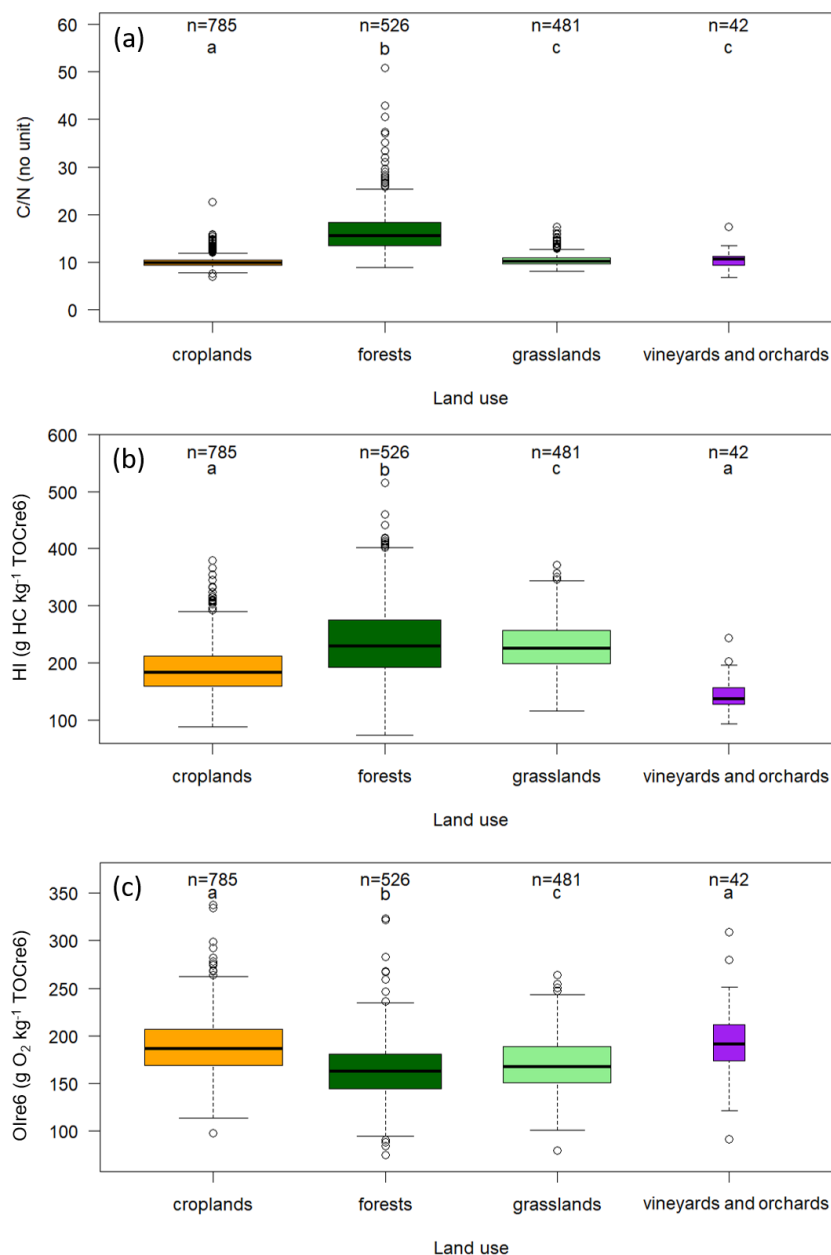 (a)
n=785 n=526 n=481 n=42
a b c c
60
50
40
30
20
10
0
C/N (no unit)
croplands forests grasslands vineyards and orchards
Land use
(b)
n=785 n=526 n=481 n=42
a b c a
600
500
400
300
200
100
HI (g HC kg⁻¹ TOCre6)
croplands forests grasslands vineyards and orchards
Land use
(c)
n=785 n=526 n=481 n=42
a b c a
350
300
250
200
150
100
OIre6 (g O₂ kg⁻¹ TOCre6)
croplands forests grasslands vineyards and orchards
Land use